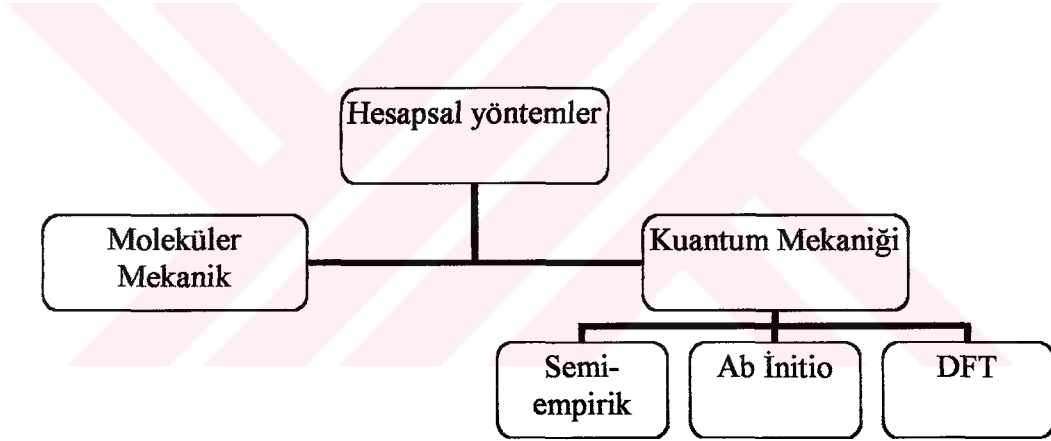 Hesapsal yöntemler
Moleküler
Mekanik
Kuantum Mekaniği
Semi-
empirik
Ab İnitio
DFT